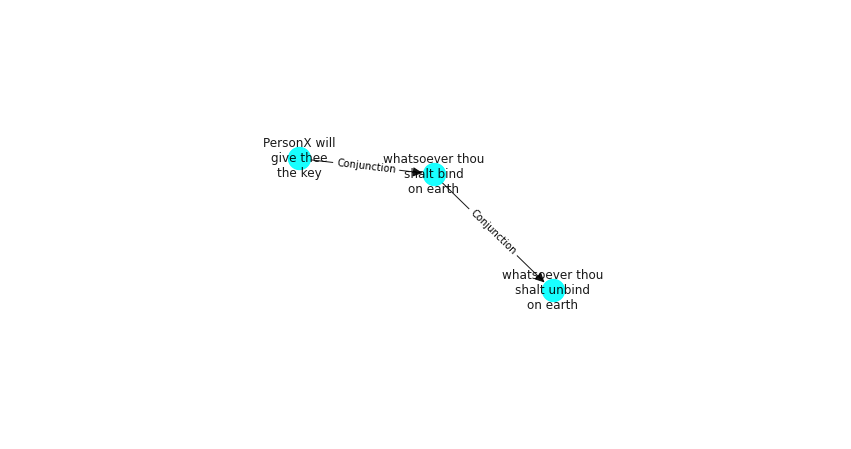 PersonX will
give thee
the key
Conjunction
whatsoever thou
shalt bind
on earth
Conjunction
whatsoever thou
shalt unbind
on earth